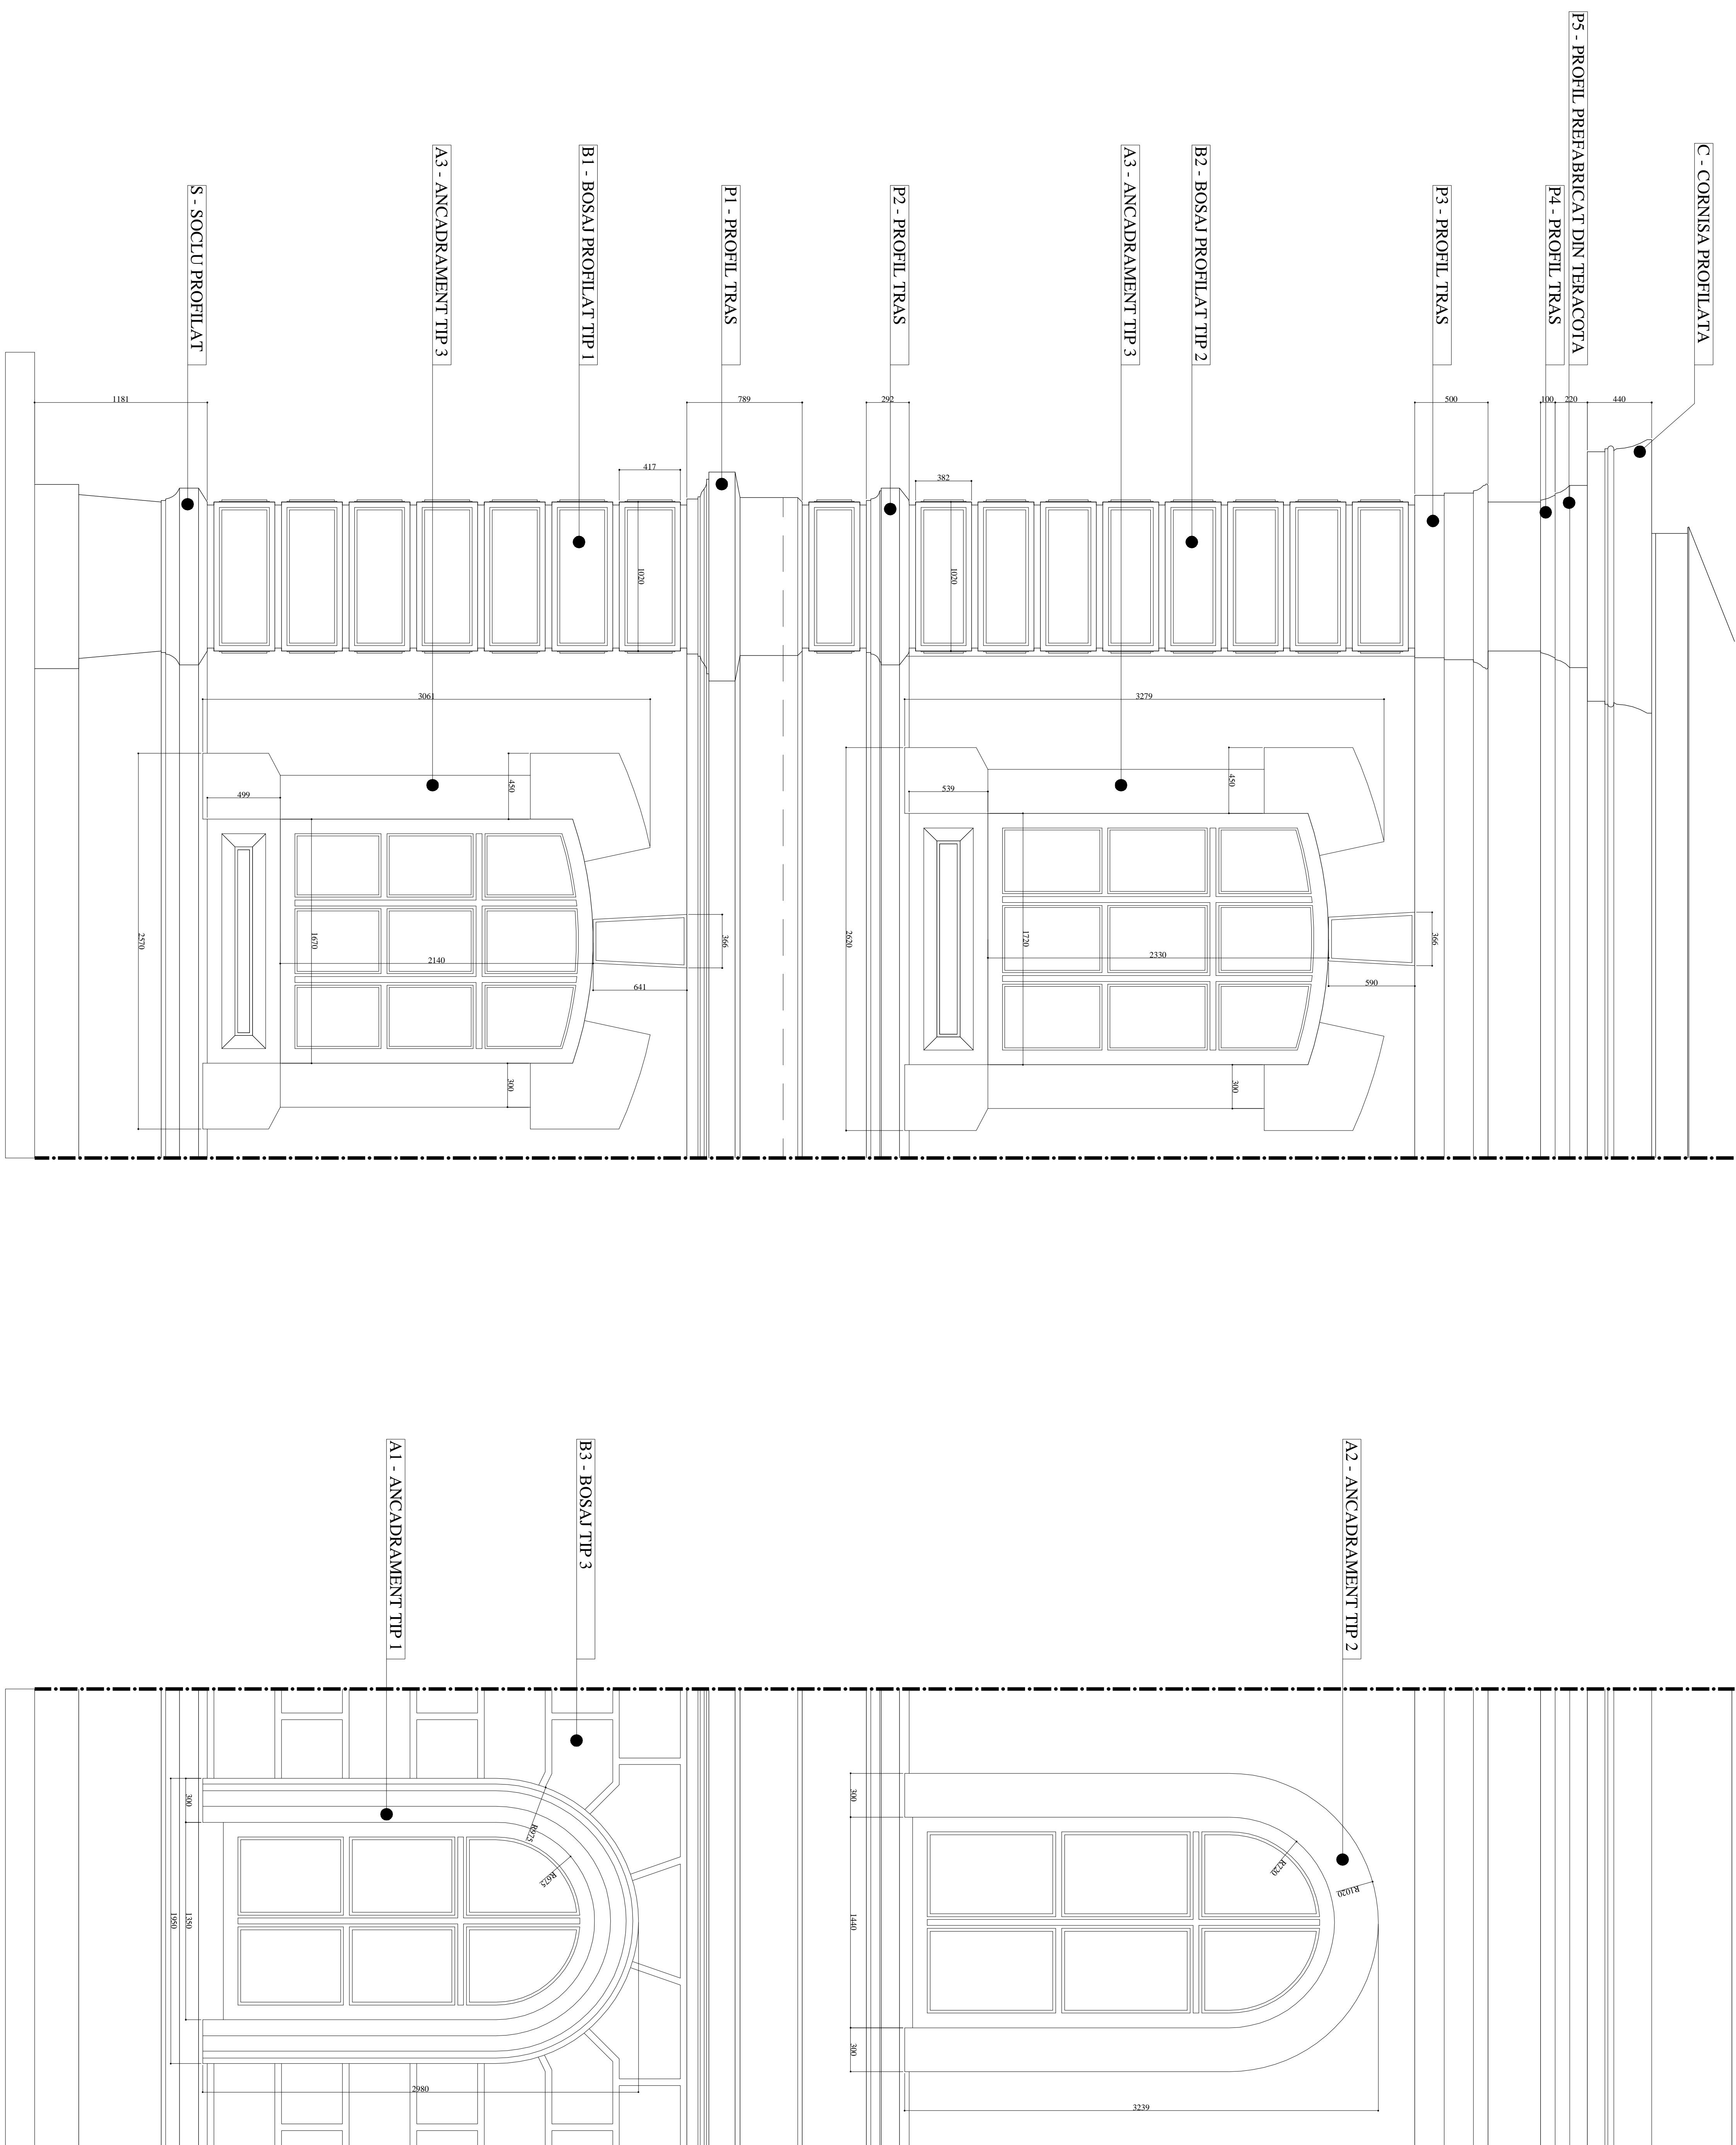 C - CORNISA PROFILATA
P5 - PROFIL PREFABRICAT DIN TERACOTA
P4 - PROFIL TRAS
P3 - PROFIL TRAS
B2 - BOSAJ PROFILAT TIP 2
A3 - ANCADRAMENT TIP 3
P2 - PROFIL TRAS
P1 - PROFIL TRAS
B1 - BOSAJ PROFILAT TIP 1
A3 - ANCADRAMENT TIP 3
S - SOCLU PROFILAT
440
220
100
500
292
789
1181
382
417
1020
1020
3279
3061
450
539
450
499
366
1720
2620
2330
590
366
1670
2570
2140
641
300
300
A2 - ANCADRAMENT TIP 2
B3 - BOSAJ TIP 3
A1 - ANCADRAMENT TIP 1
300
R720
R1020
1440
300
3239
300
R975
R675
1350
1950
2980